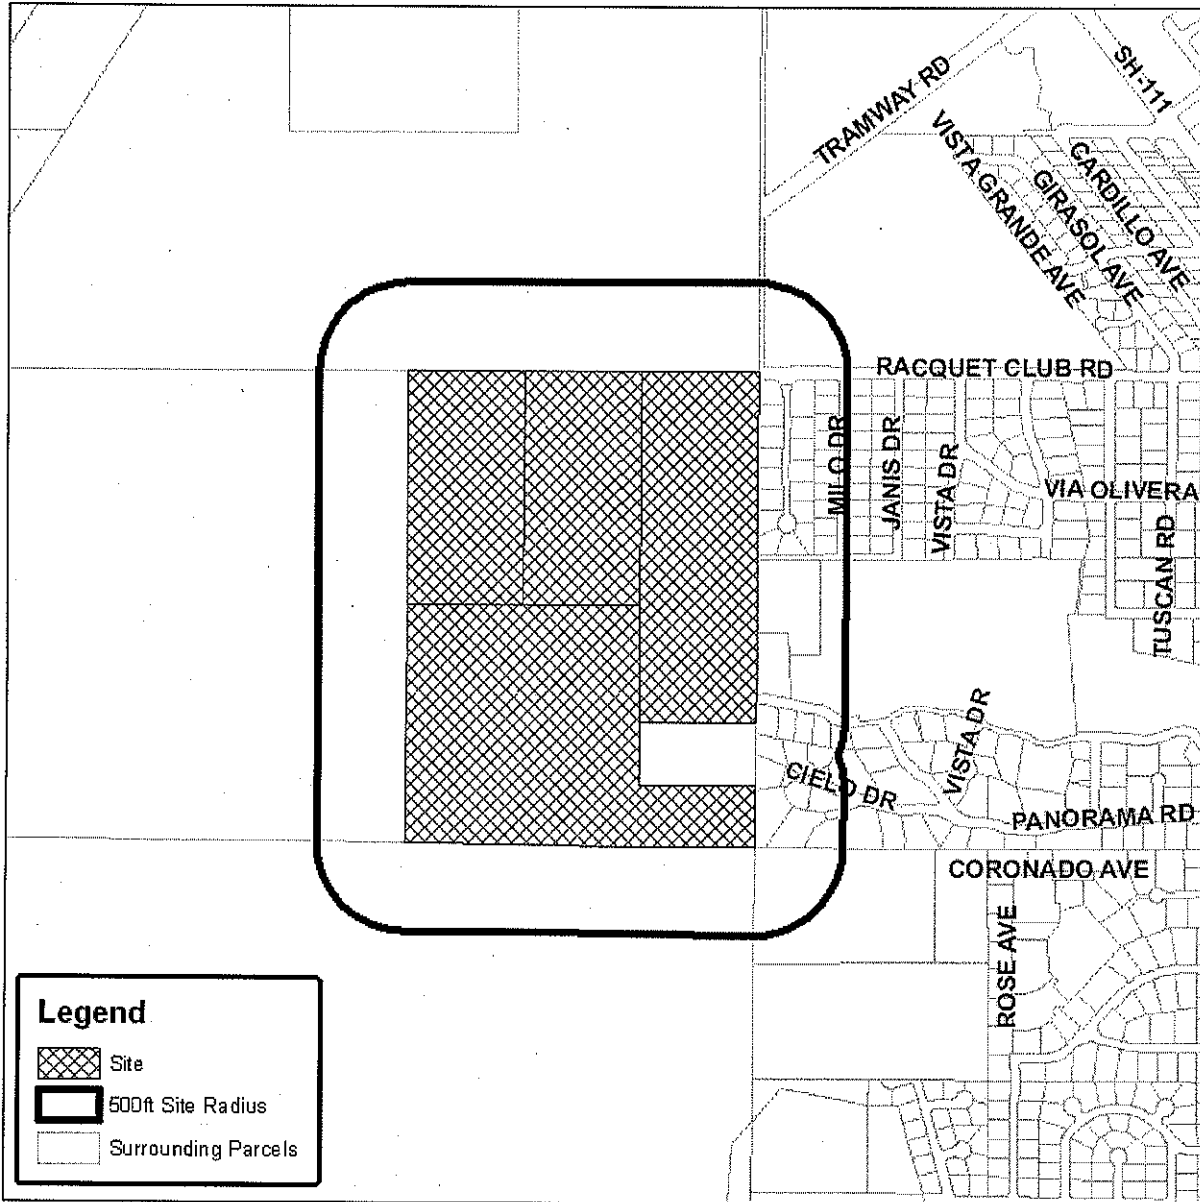 SH-111
TRAMWAY RD
VISTA GRANDE AVE
GIRASOL AVE
CARDILLO AVE
RACQUET CLUB RD
MILO DR
JANIS DR
VISTA DR
VIA OLIVERA
TUSCAN RD
CIELO DR
VISTA DR
PANORAMA RD
CORONADO AVE
ROSE AVE
Legend
Site
500ft Site Radius
Surrounding Parcels